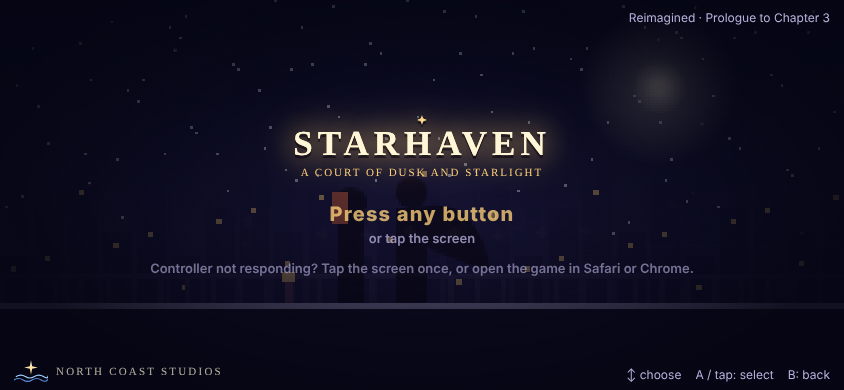 Reimagined · Prologue to Chapter 3
STARHAVEN
A COURT OF DUSK AND STARLIGHT
Press any button
or tap the screen
Controller not responding? Tap the screen once, or open the game in Safari or Chrome.
NORTH COAST STUDIOS
↕ choose A / tap: select B: back